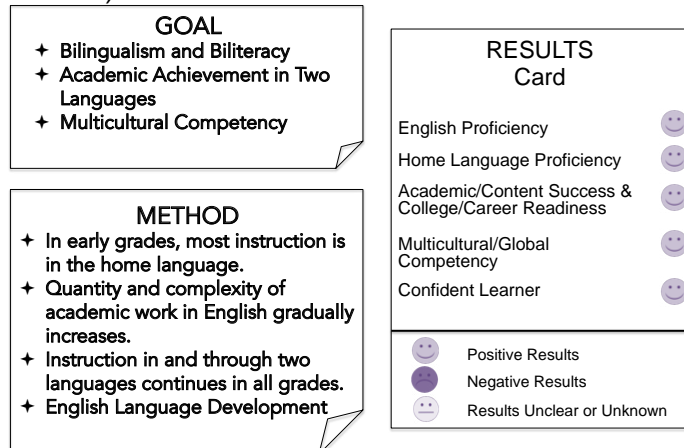 GOAL
✦ Bilingualism and Biliteracy
✦ Academic Achievement in Two
Languages
✦ Multicultural Competency
METHOD
✦ In early grades, most instruction is
in the home language.
✦ Quantity and complexity of
academic work in English gradually
increases.
✦ Instruction in and through two
languages continues in all grades.
✦ English Language Development
RESULTS
Card
English Proficiency
Home Language Proficiency
Academic/Content Success &
College/Career Readiness
Multicultural/Global
Competency
Confident Learner
Positive Results
Negative Results
Results Unclear or Unknown